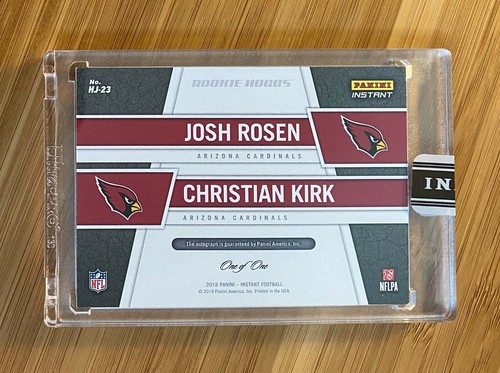 No.
HJ-23
ROOKIE HOGGS
PANINI
INSTANT
JOSH ROSEN
ARIZONA CARDINALS
CHRISTIAN KIRK
ARIZONA CARDINALS
IN
The autograph is guaranteed by Panini America, Inc.
One of One
NFL
2018 PANINI - INSTANT FOOTBALL
© 2018 Panini America, Inc. Printed in the USA.
NFLPA